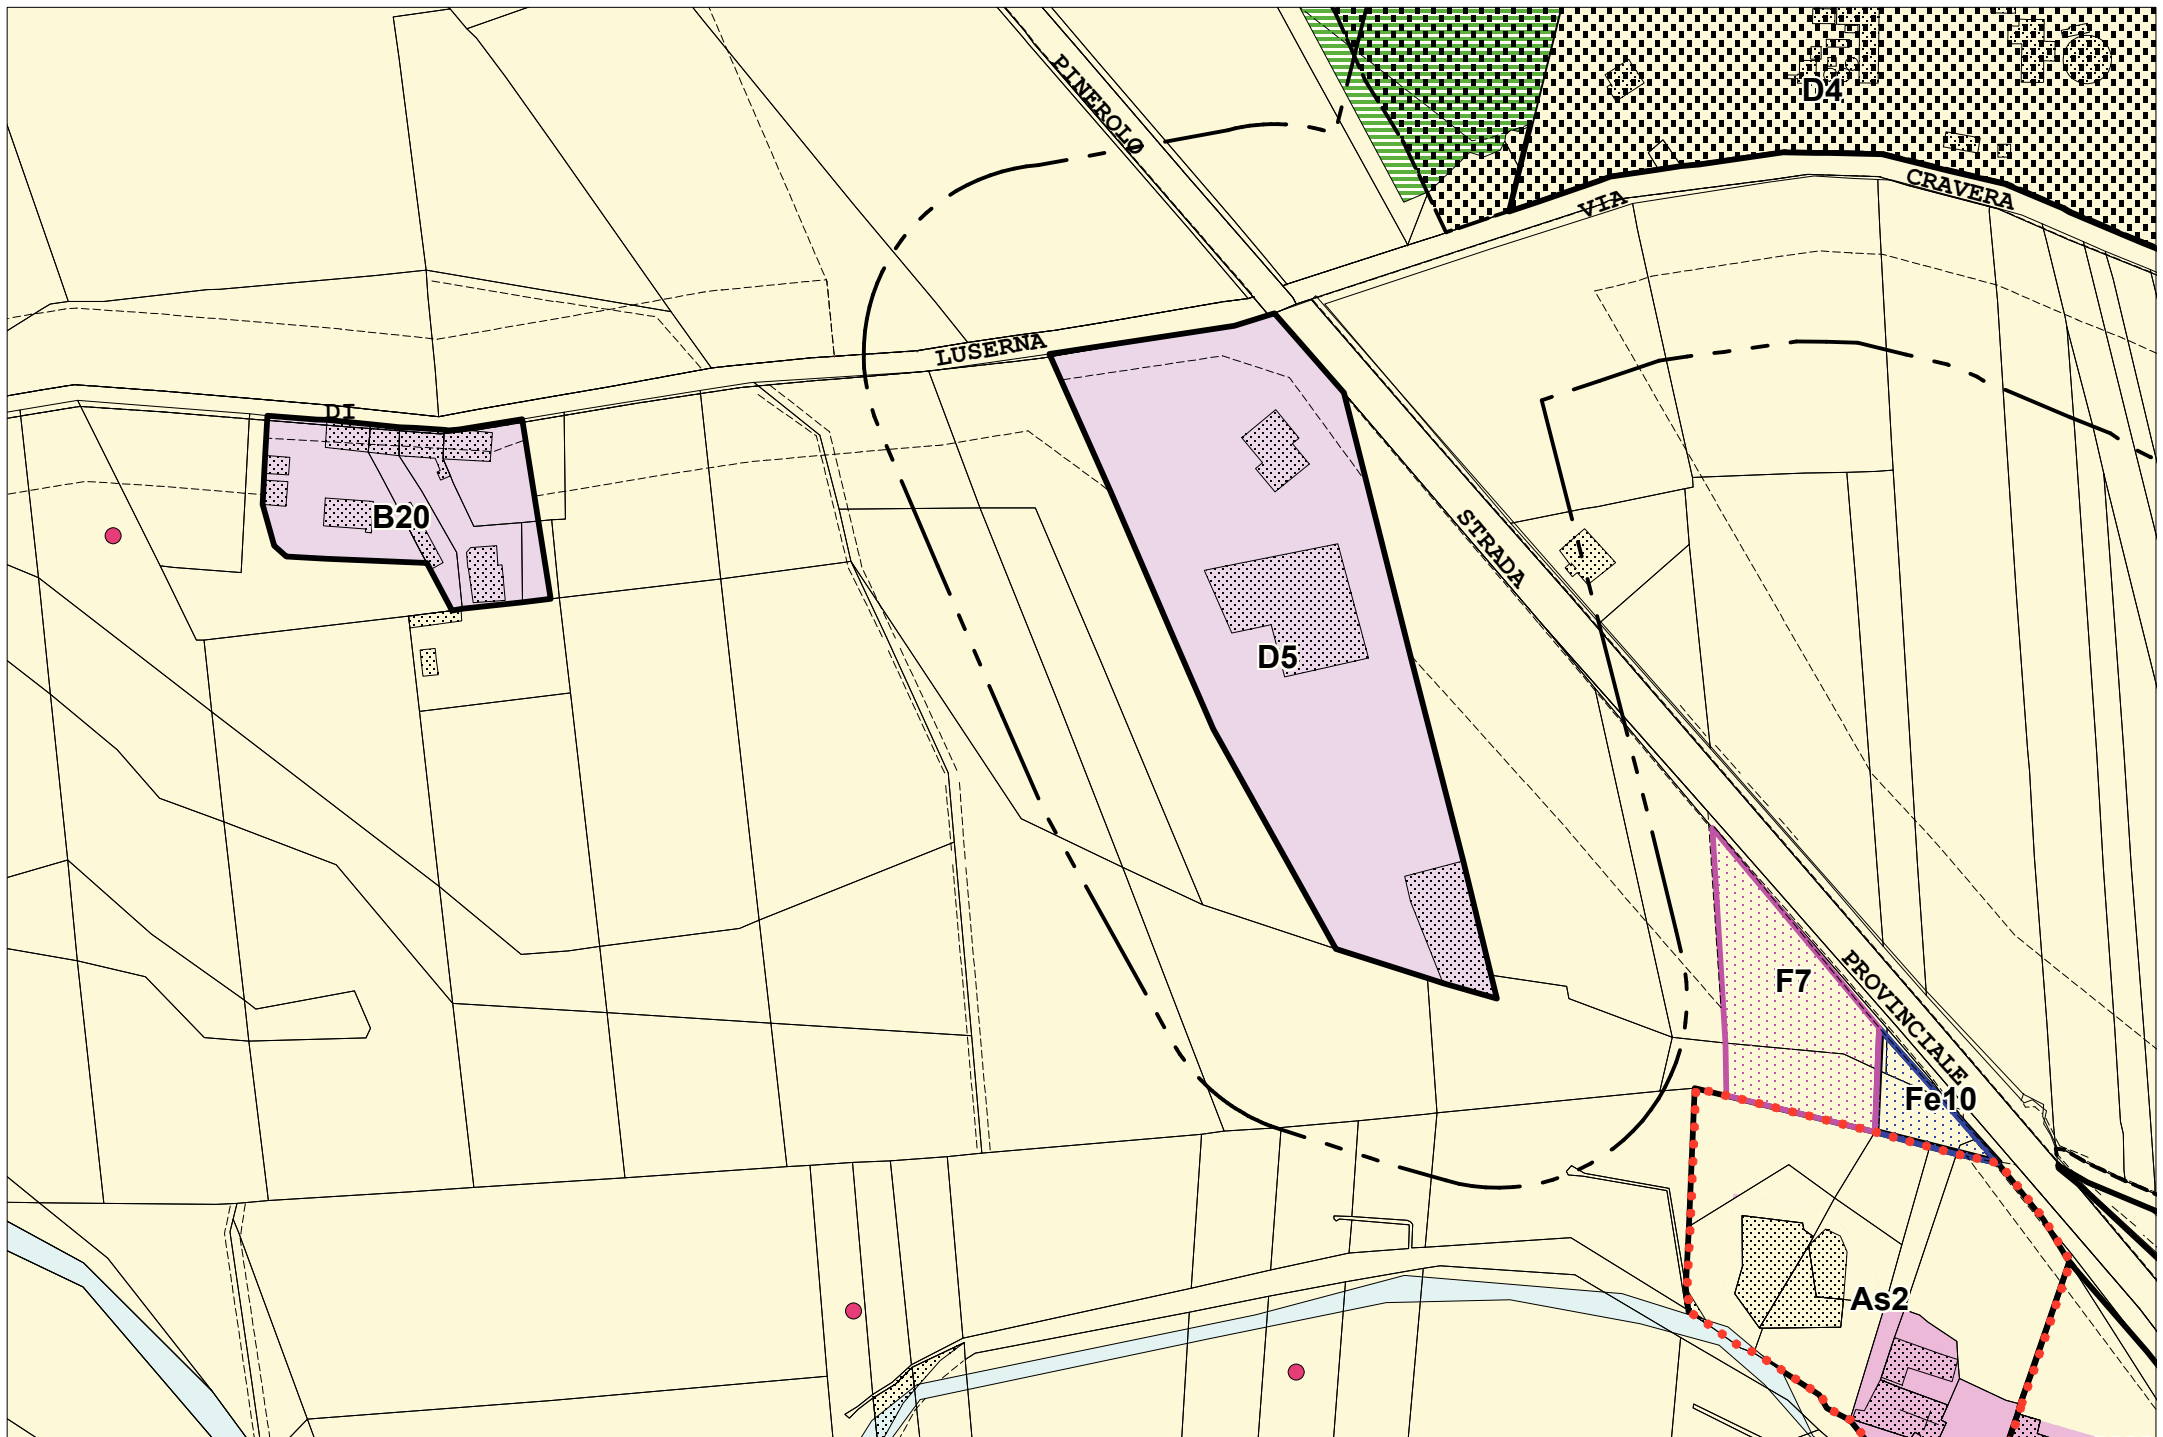 PINEROLO
D4
VIA
CRAVERA
LUSERNA
DI
B20
STRADA
D5
F7
PROVINCIALE
Fe10
As2